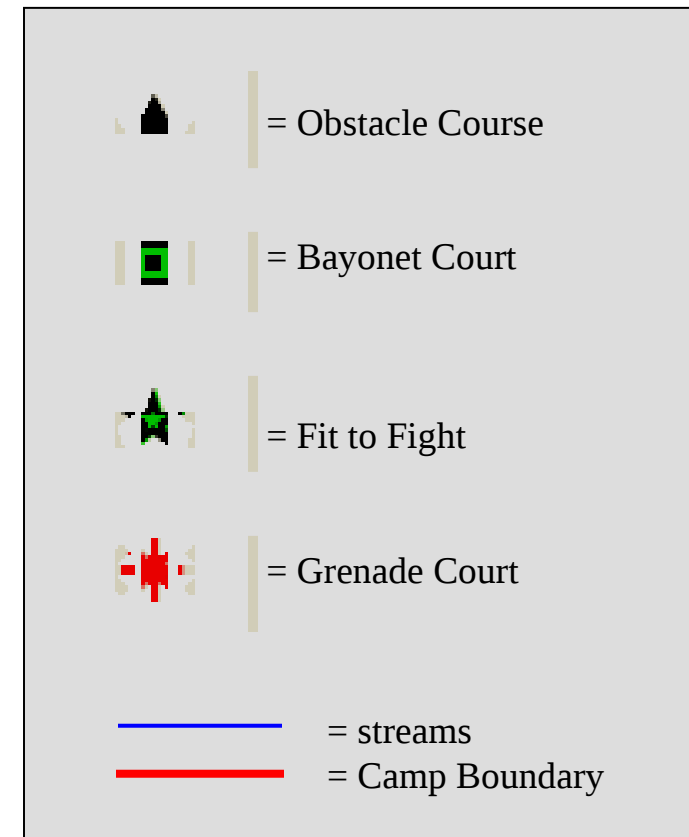 = Obstacle Course
= Bayonet Court
= Fit to Fight
= Grenade Court
= streams
= Camp Boundary